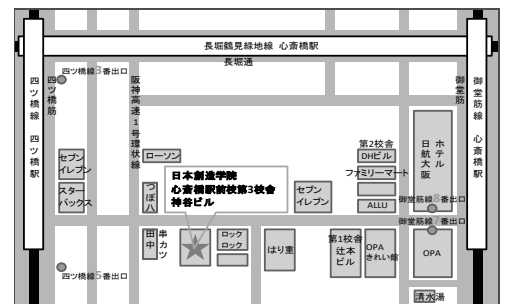 長堀鶴見緑地線 心斎橋駅
長堀通
四ツ橋線 四ツ橋駅
四ツ橋筋
四ツ橋線3番出口
阪神高速1号環状線
御堂筋
御堂筋線 心斎橋駅
セブン
イレブン
スター
バックス
ローソン
つぼ八
日本創造学院
心斎橋駅前校第3校舎
神谷ビル
セブン
イレブン
第2校舎
DHビル
ファミリーマート
ALLU
ホテル
日航大阪
御堂筋線8番出口
御堂筋線7番出口
串カツ
田中
ロック
ロック
はり重
第1校舎
辻本
ビル
OPA
きれい館
OPA
四ツ橋線5番出口
清水湯